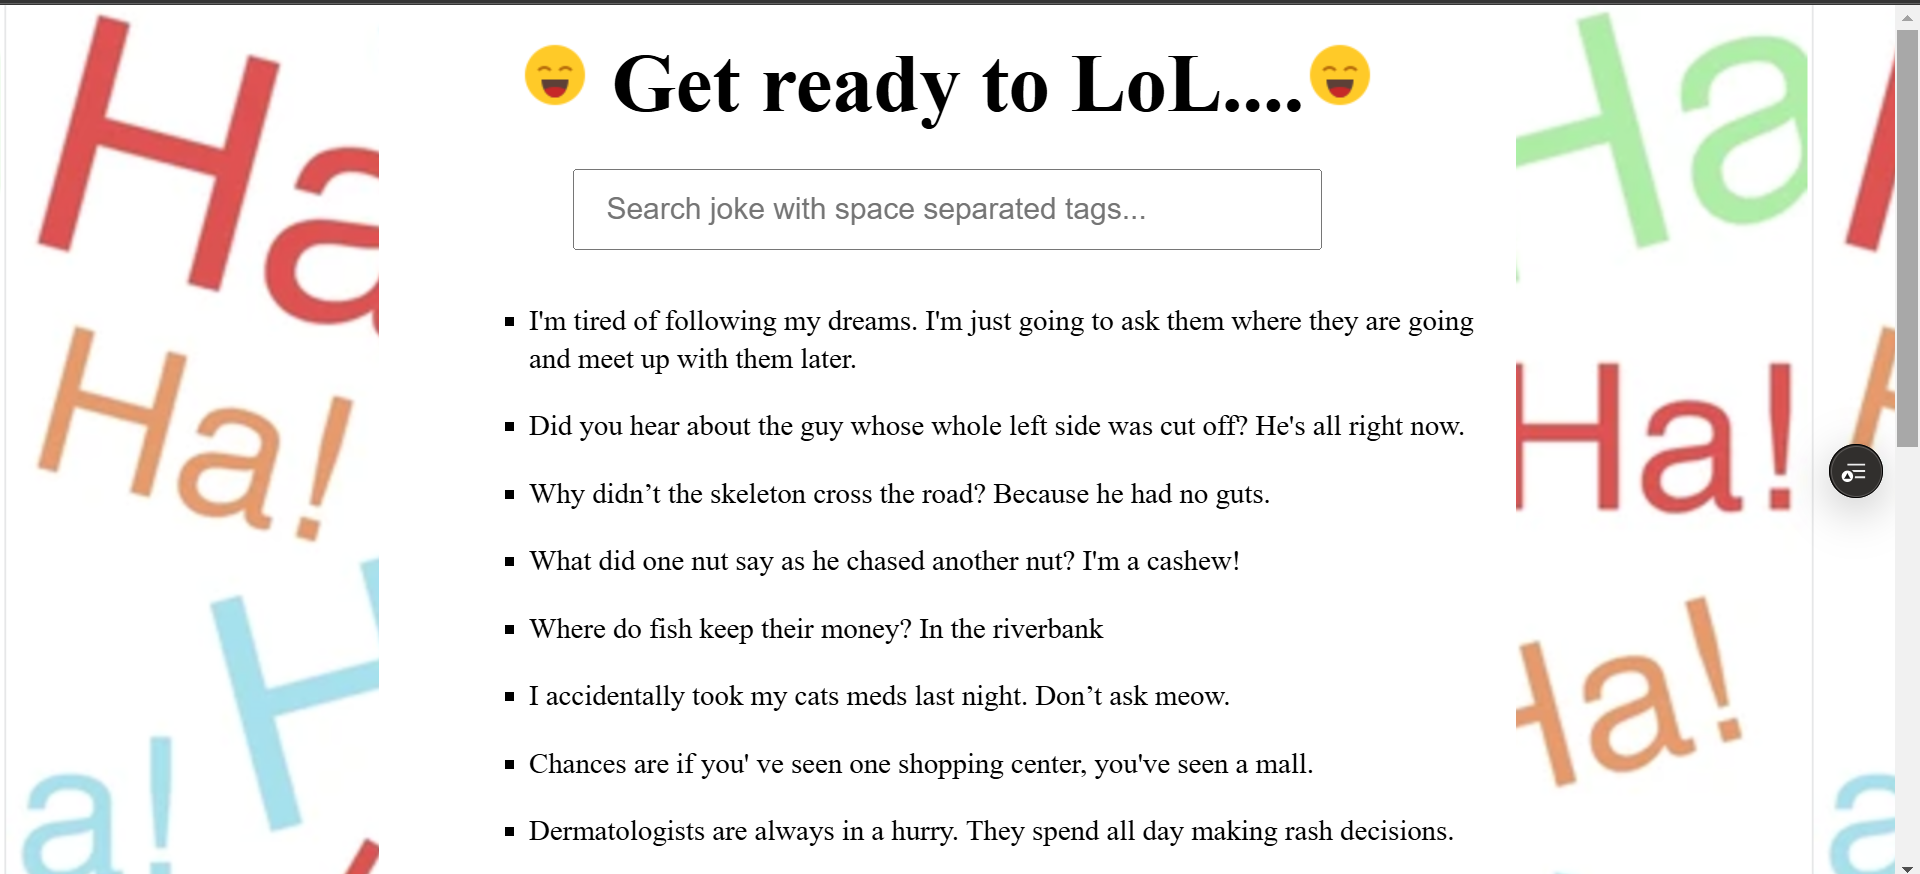 Get ready to LoL....
Search joke with space separated tags...
I'm tired of following my dreams. I'm just going to ask them where they are going
and meet up with them later.
Did you hear about the guy whose whole left side was cut off? He's all right now.
Why didn’t the skeleton cross the road? Because he had no guts.
What did one nut say as he chased another nut? I'm a cashew!
Where do fish keep their money? In the riverbank
I accidentally took my cats meds last night. Don’t ask meow.
Chances are if you' ve seen one shopping center, you've seen a mall.
Dermatologists are always in a hurry. They spend all day making rash decisions.
Ha
Ha!
H
a!
Ha
Ha!
Ha!